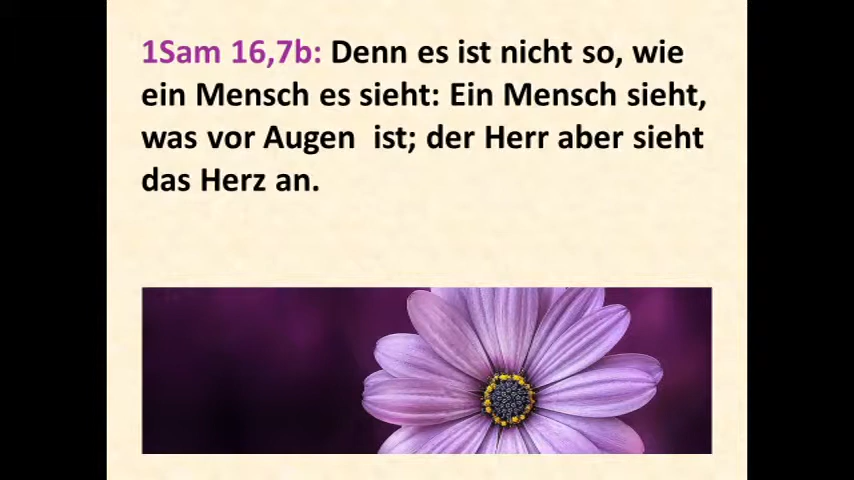 1Sam 16,7b: Denn es ist nicht so, wie
ein Mensch es sieht: Ein Mensch sieht,
was vor Augen  ist; der Herr aber sieht
das Herz an.